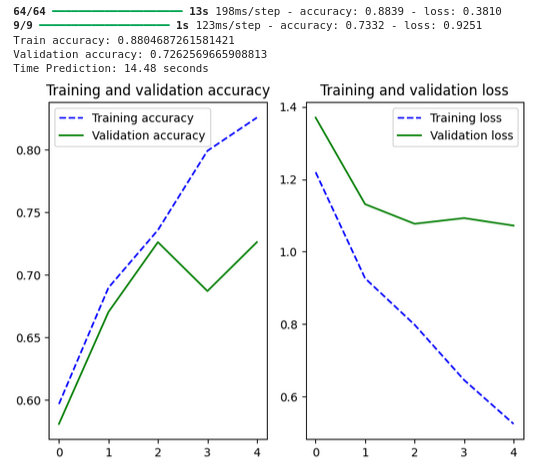 64/64 ━━━━━━━━━━━━━━━━━━━━ 13s 198ms/step - accuracy: 0.8839 - loss: 0.3810
9/9 ━━━━━━━━━━━━━━━━━━━━ 1s 123ms/step - accuracy: 0.7332 - loss: 0.9251
Train accuracy: 0.8804687261581421
Validation accuracy: 0.7262569665908813
Time Prediction: 14.48 seconds
Training and validation accuracy
Training accuracy
Validation accuracy
0.80
0.75
0.70
0.65
0.60
0 1 2 3 4
Training and validation loss
Training loss
Validation loss
1.4
1.2
1.0
0.8
0.6
0 1 2 3 4